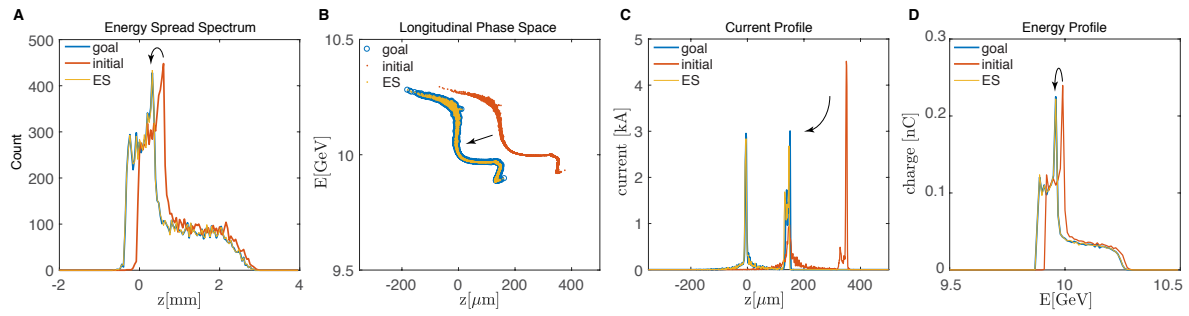 A
Energy Spread Spectrum
500
400
300
200
100
0
Count
goal
initial
ES
-2
0
2
4
z[mm]
B
Longitudinal Phase Space
10.5
10
9.5
E[GeV]
goal
initial
ES
-200
0
200
400
z[μm]
C
Current Profile
5
4
3
2
1
0
current [kA]
goal
initial
ES
-200
0
200
400
z[μm]
D
Energy Profile
0.3
0.2
0.1
0
charge [nC]
goal
initial
ES
9.5
10
10.5
E[GeV]